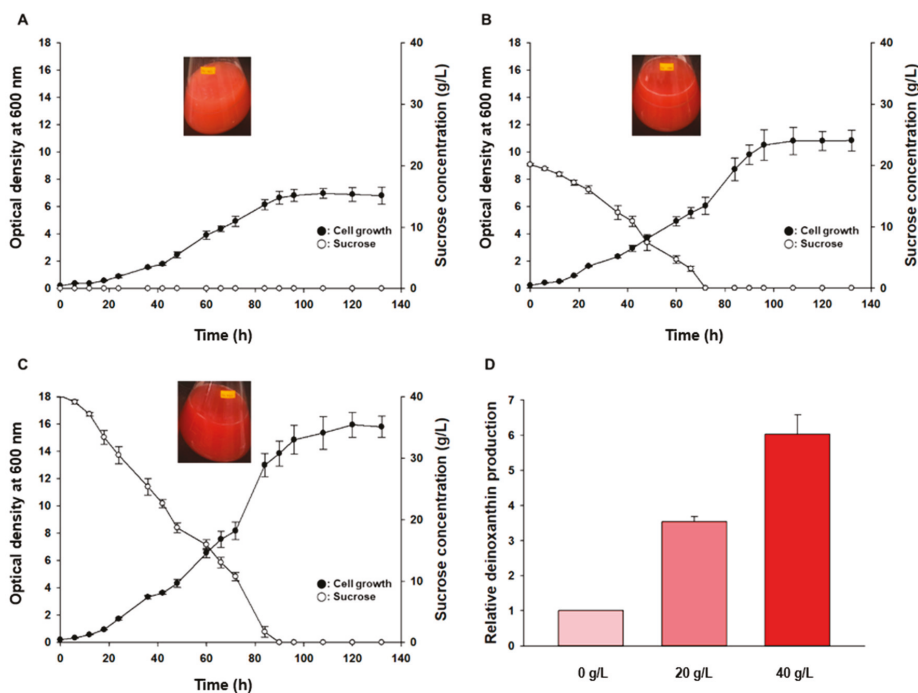 A
Optical density at 600 nm
18
16
14
12
10
8
6
4
2
0
Sucrose concentration (g/L)
40
30
20
10
0
●: Cell growth
○: Sucrose
0 20 40 60 80 100 120 140
Time (h)
B
Optical density at 600 nm
18
16
14
12
10
8
6
4
2
0
Sucrose concentration (g/L)
40
30
20
10
0
●: Cell growth
○: Sucrose
0 20 40 60 80 100 120 140
Time (h)
C
Optical density at 600 nm
18
16
14
12
10
8
6
4
2
0
Sucrose concentration (g/L)
40
30
20
10
0
●: Cell growth
○: Sucrose
0 20 40 60 80 100 120 140
Time (h)
D
Relative deinoxanthin production
7
6
5
4
3
2
1
0
0 g/L 20 g/L 40 g/L